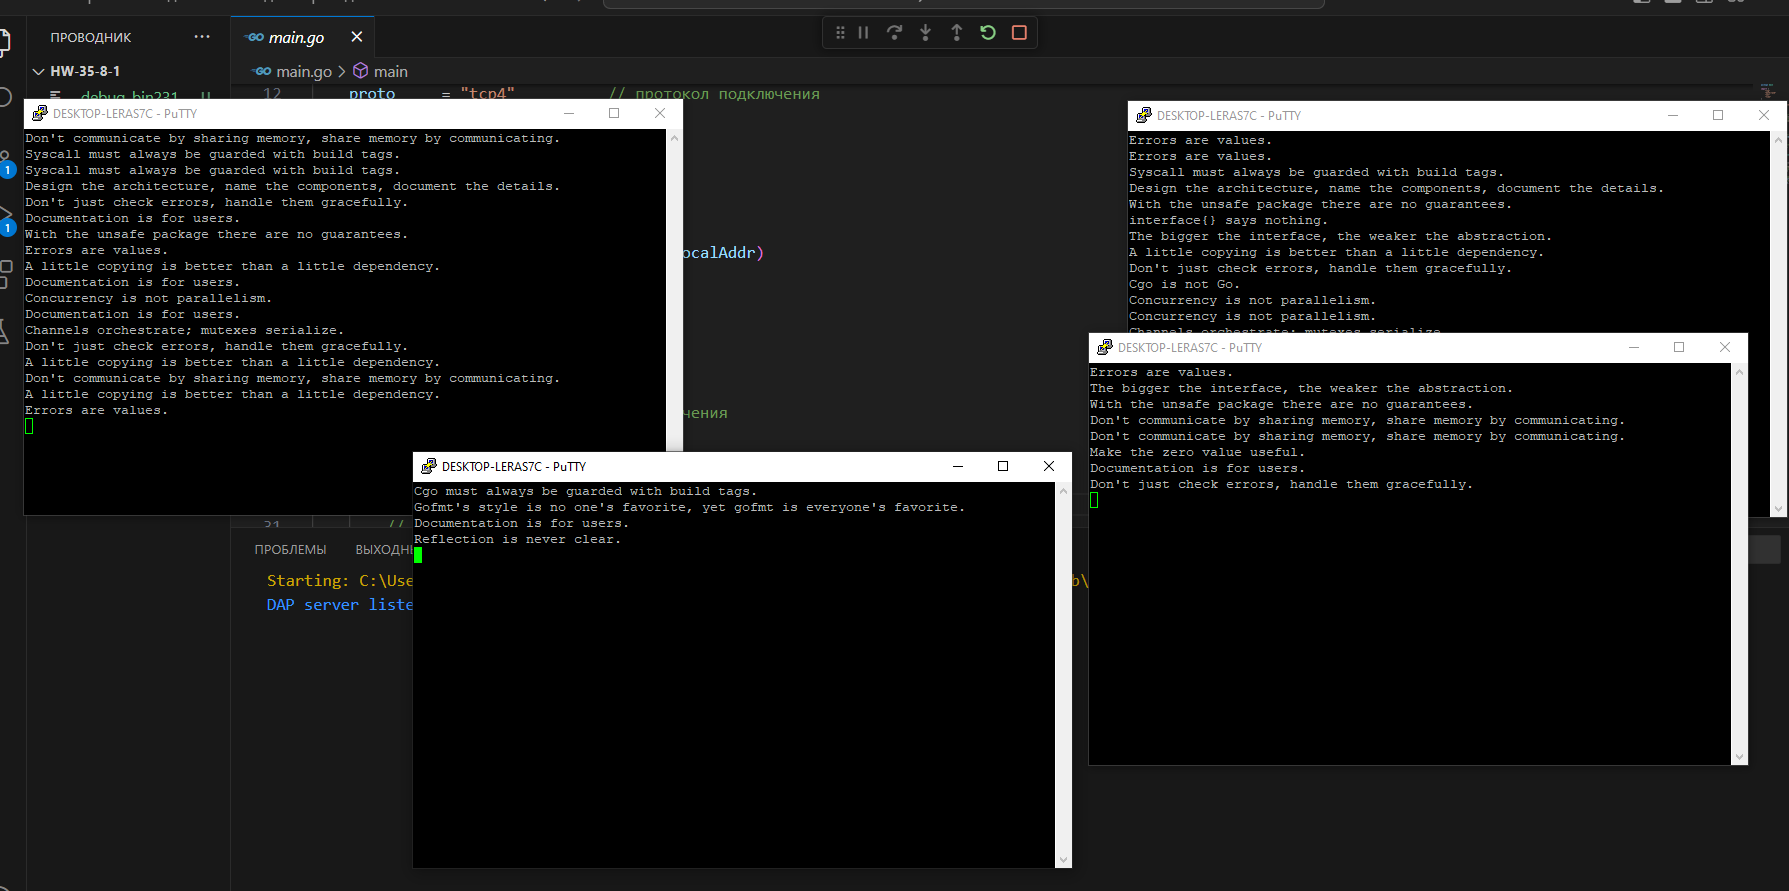 ПРОВОДНИК
main.go
HW-35-8-1
main.go > main
debug_bin231 U
12 proto = "tcp4" // протокол подключения
DESKTOP-LERAS7C - PuTTY
Don't communicate by sharing memory, share memory by communicating.
Syscall must always be guarded with build tags.
Syscall must always be guarded with build tags.
Design the architecture, name the components, document the details.
Don't just check errors, handle them gracefully.
Documentation is for users.
With the unsafe package there are no guarantees.
Errors are values.
A little copying is better than a little dependency.
Documentation is for users.
Concurrency is not parallelism.
Documentation is for users.
Channels orchestrate; mutexes serialize.
Don't just check errors, handle them gracefully.
A little copying is better than a little dependency.
Don't communicate by sharing memory, share memory by communicating.
A little copying is better than a little dependency.
Errors are values.
1
1
ocalAddr)
чения
DESKTOP-LERAS7C - PuTTY
Errors are values.
Errors are values.
Syscall must always be guarded with build tags.
Design the architecture, name the components, document the details.
With the unsafe package there are no guarantees.
interface{} says nothing.
The bigger the interface, the weaker the abstraction.
A little copying is better than a little dependency.
Don't just check errors, handle them gracefully.
Cgo is not Go.
Concurrency is not parallelism.
Concurrency is not parallelism.
Channels orchestrate; mutexes serialize.
DESKTOP-LERAS7C - PuTTY
Errors are values.
The bigger the interface, the weaker the abstraction.
With the unsafe package there are no guarantees.
Don't communicate by sharing memory, share memory by communicating.
Don't communicate by sharing memory, share memory by communicating.
Make the zero value useful.
Documentation is for users.
Don't just check errors, handle them gracefully.
DESKTOP-LERAS7C - PuTTY
Cgo must always be guarded with build tags.
Gofmt's style is no one's favorite, yet gofmt is everyone's favorite.
Documentation is for users.
Reflection is never clear.
31 //
ПРОБЛЕМЫ ВЫХОДН
Starting: C:\Use
b\
DAP server liste